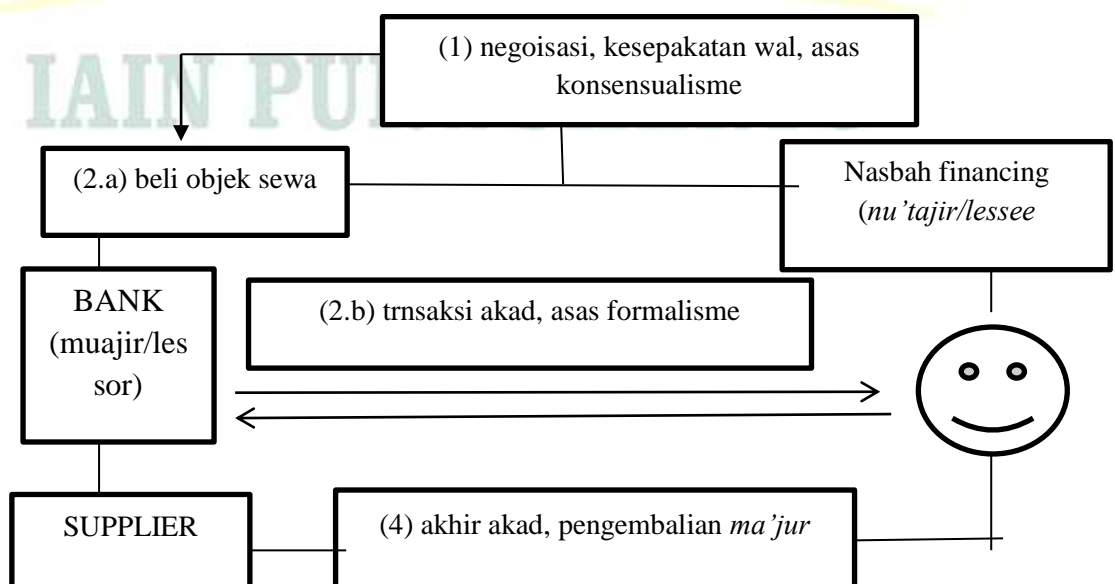 (1) negoisasi, kesepakatan wal, asas
konsensualisme
IAIN
(2.a) beli objek sewa
Nasbah financing
(nu’tajir/lessee
BANK
(muajir/les
sor)
(2.b) trnsaksi akad, asas formalisme
SUPPLIER
(4) akhir akad, pengembalian ma’jur